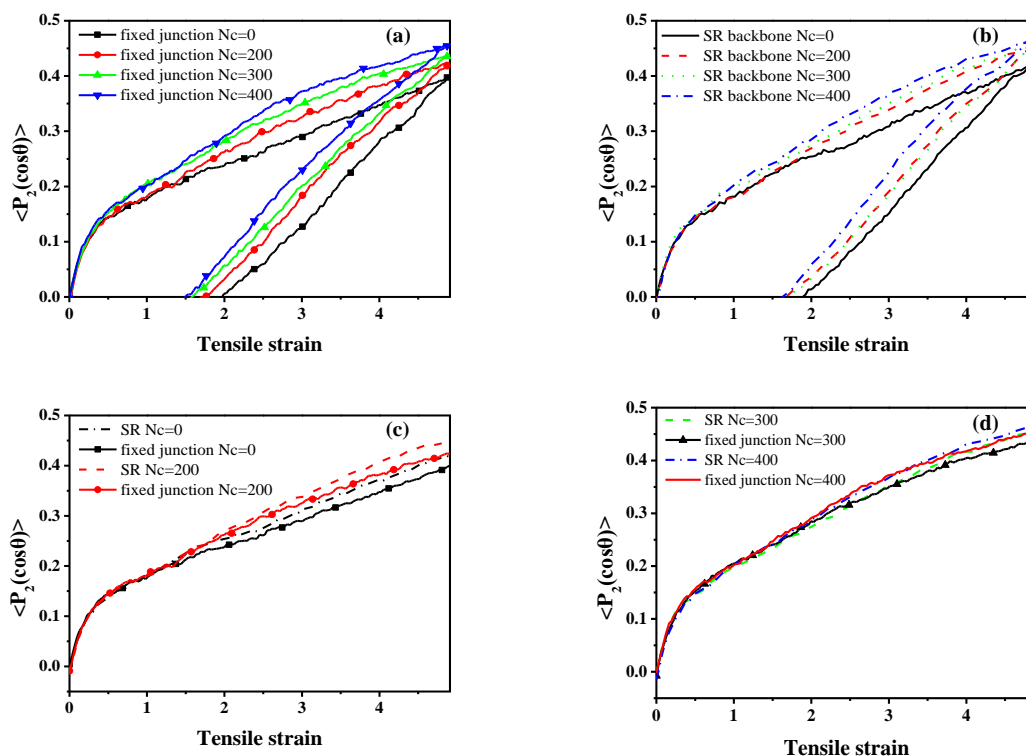 (a)
fixed junction Nc=0
fixed junction Nc=200
fixed junction Nc=300
fixed junction Nc=400
<P₂(cosθ)>
0.5
0.4
0.3
0.2
0.1
0.0
0 1 2 3 4
Tensile strain
(b)
SR backbone Nc=0
SR backbone Nc=200
SR backbone Nc=300
SR backbone Nc=400
<P₂(cosθ)>
0.5
0.4
0.3
0.2
0.1
0.0
0 1 2 3 4
Tensile strain
(c)
SR Nc=0
fixed junction Nc=0
SR Nc=200
fixed junction Nc=200
<P₂(cosθ)>
0.5
0.4
0.3
0.2
0.1
0.0
0 1 2 3 4
Tensile strain
(d)
SR Nc=300
fixed junction Nc=300
SR Nc=400
fixed junction Nc=400
<P₂(cosθ)>
0.5
0.4
0.3
0.2
0.1
0.0
0 1 2 3 4
Tensile strain